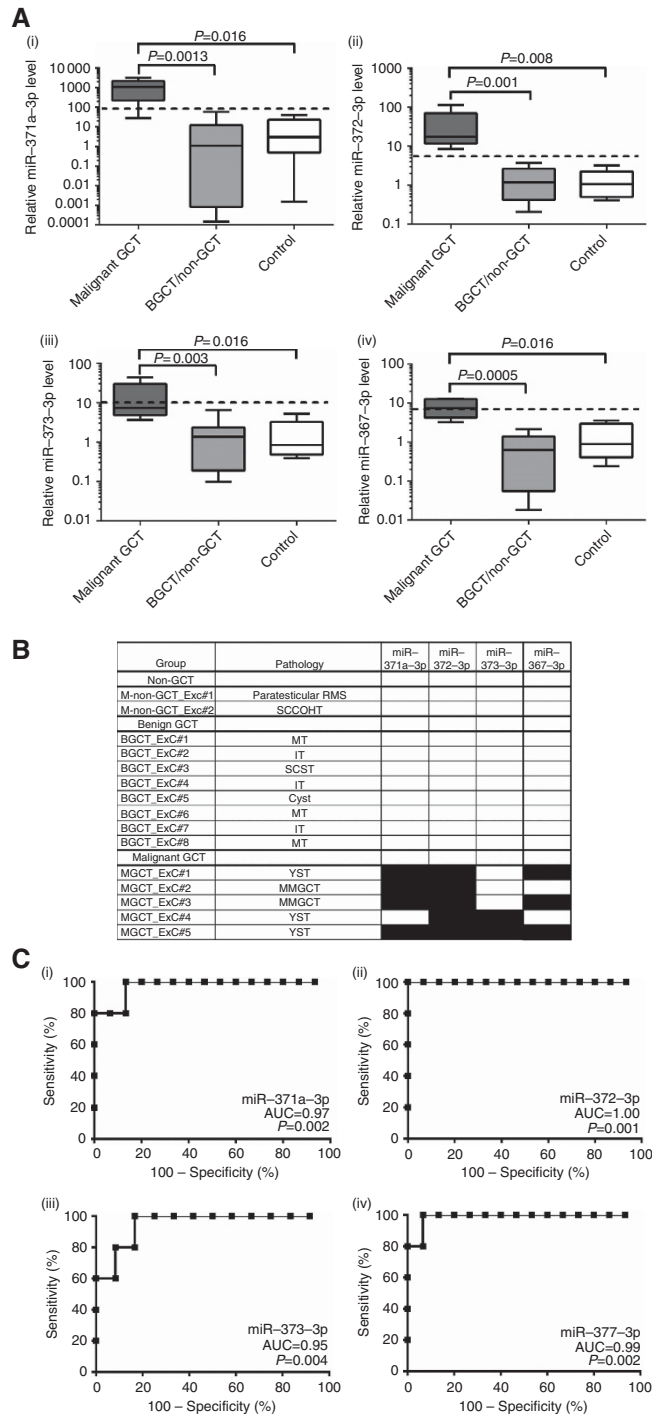 A
(i)
P=0.016
P=0.0013
Relative miR–371a–3p level
10 000
1000
100
10
1
0.1
0.01
0.001
0.0001
Malignant GCT
BGCT/non-GCT
Control
(ii)
P=0.008
P=0.001
Relative miR–372–3p level
1000
100
10
1
0.1
Malignant GCT
BGCT/non-GCT
Control
(iii)
P=0.016
P=0.003
Relative miR–373–3p level
100
10
1
0.1
0.01
Malignant GCT
BGCT/non-GCT
Control
(iv)
P=0.016
P=0.0005
Relative miR–367–3p level
100
10
1
0.1
0.01
Malignant GCT
BGCT/non-GCT
Control
B
Group Pathology miR–371a–3p miR–372–3p miR–373–3p miR–367–3p
Non-GCT
M-non-GCT_Exc#1 Paratesticular RMS
M-non-GCT_Exc#2 SCCOHT
Benign GCT
BGCT_ExC#1 MT
BGCT_ExC#2 IT
BGCT_ExC#3 SCST
BGCT_ExC#4 IT
BGCT_ExC#5 Cyst
BGCT_ExC#6 MT
BGCT_ExC#7 IT
BGCT_ExC#8 MT
Malignant GCT
MGCT_ExC#1 YST
MGCT_ExC#2 MMGCT
MGCT_ExC#3 MMGCT
MGCT_ExC#4 YST
MGCT_ExC#5 YST
C
(i)
Sensitivity (%)
100
80
60
40
20
0
miR–371a–3p
AUC=0.97
P=0.002
0 20 40 60 80 100
100 – Specificity (%)
(ii)
Sensitivity (%)
100
80
60
40
20
0
miR–372–3p
AUC=1.00
P=0.001
0 20 40 60 80 100
100 – Specificity (%)
(iii)
Sensitivity (%)
100
80
60
40
20
0
miR–373–3p
AUC=0.95
P=0.004
0 20 40 60 80 100
100 – Specificity (%)
(iv)
Sensitivity (%)
100
80
60
40
20
0
miR–377–3p
AUC=0.99
P=0.002
0 20 40 60 80 100
100 – Specificity (%)